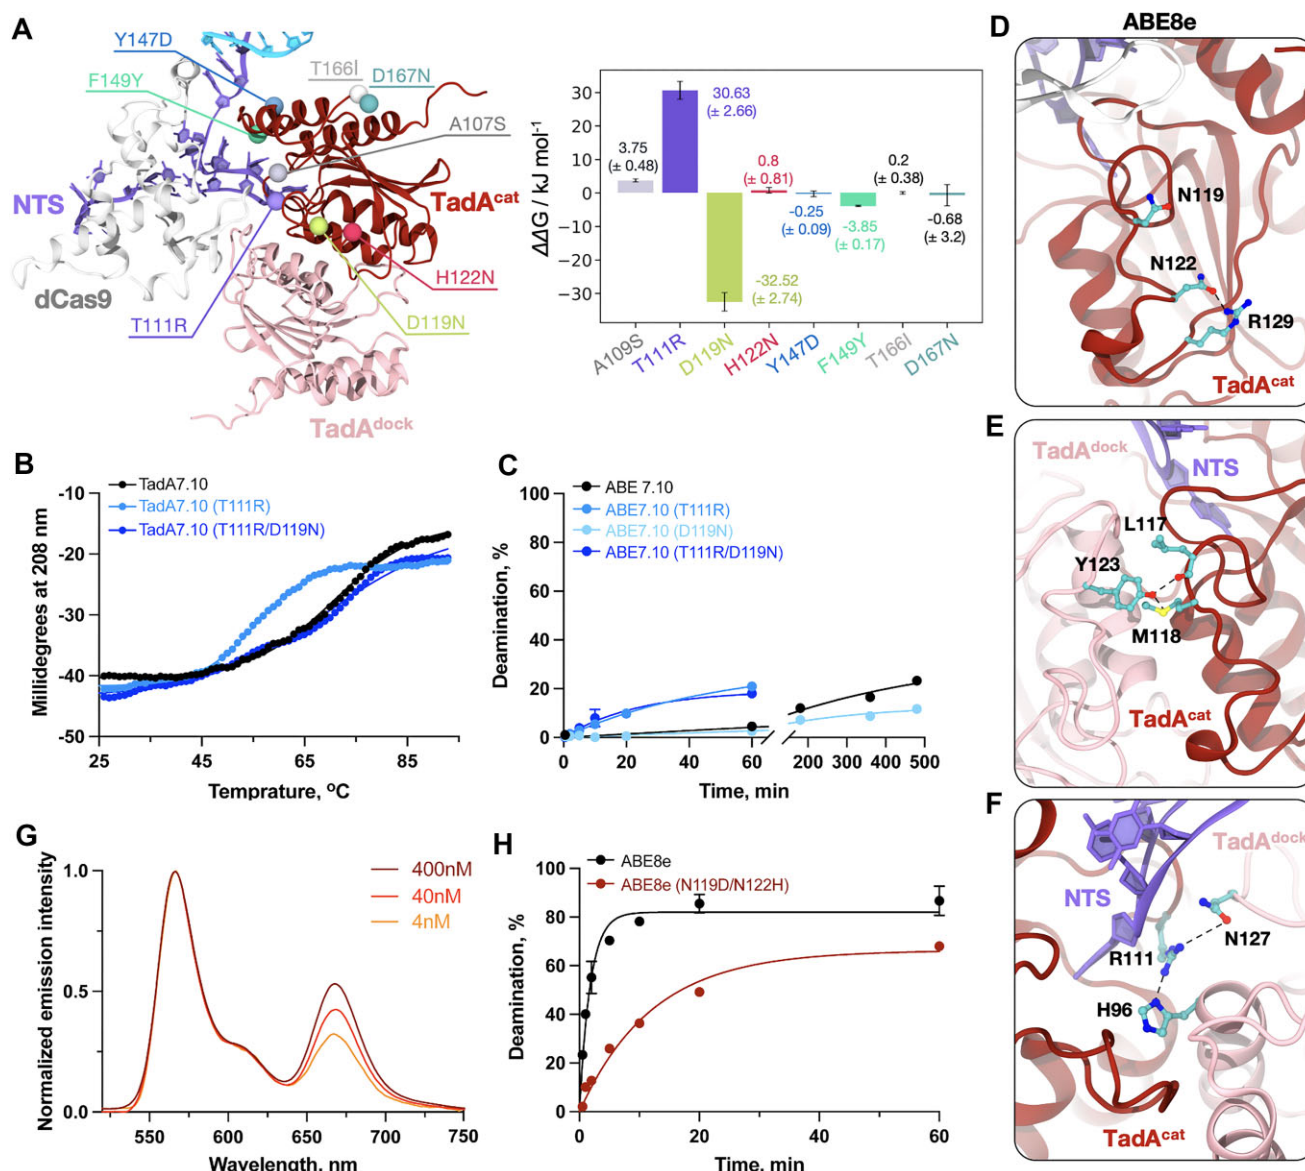 A
Y147D
F149Y
T166I
D167N
A107S
NTS
TadAcat
dCas9
H122N
T111R
D119N
TadAdock
ΔΔG / kJ mol-1
30
20
10
0
−10
−20
−30
3.75
(± 0.48)
30.63
(± 2.66)
-32.52
(± 2.74)
0.8
(± 0.81)
-0.25
(± 0.09)
-3.85
(± 0.17)
0.2
(± 0.38)
-0.68
(± 3.2)
A109S
T111R
D119N
H122N
Y147D
F149Y
T166I
D167N
D
ABE8e
N119
N122
R129
TadAcat
B
TadA7.10
TadA7.10 (T111R)
TadA7.10 (T111R/D119N)
Millidegrees at 208 nm
-10
-20
-30
-40
-50
25
45
65
85
Temprature, oC
C
ABE 7.10
ABE7.10 (T111R)
ABE7.10 (D119N)
ABE7.10 (T111R/D119N)
Deamination, %
100
80
60
40
20
0
0
20
40
60
200
300
400
500
Time, min
E
TadAdock
NTS
L117
Y123
M118
TadAcat
G
400nM
40nM
4nM
Normalized emission intensity
1.0
0.5
0.0
550
600
650
700
750
Wavelength, nm
H
ABE8e
ABE8e (N119D/N122H)
Deamination, %
100
80
60
40
20
0
0
20
40
60
Time, min
F
TadAdock
NTS
R111
N127
H96
TadAcat